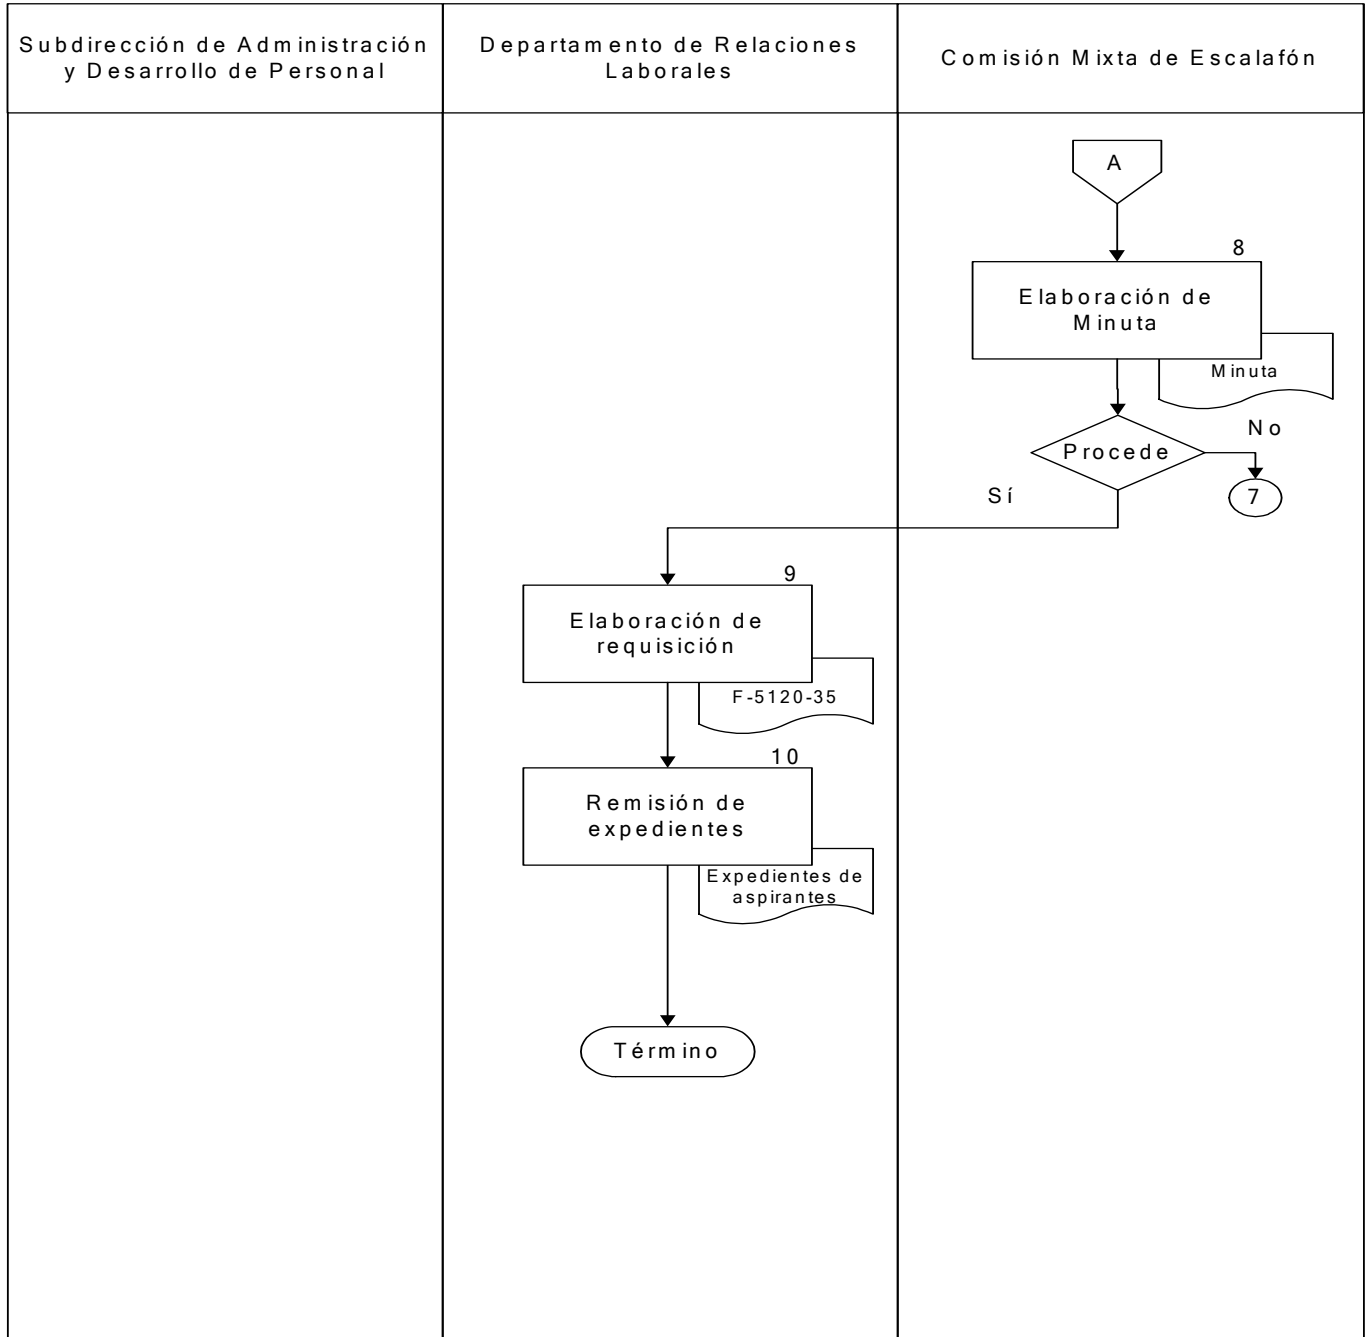 Subdirección de Administración
y Desarrollo de Personal
Departamento de Relaciones
Laborales
Comisión Mixta de Escalafón
A
8
Elaboración de
Minuta
Minuta
Procede
No
7
Sí
9
Elaboración de
requisición
F-5120-35
10
Remisión de
expedientes
Expedientes de
aspirantes
Término